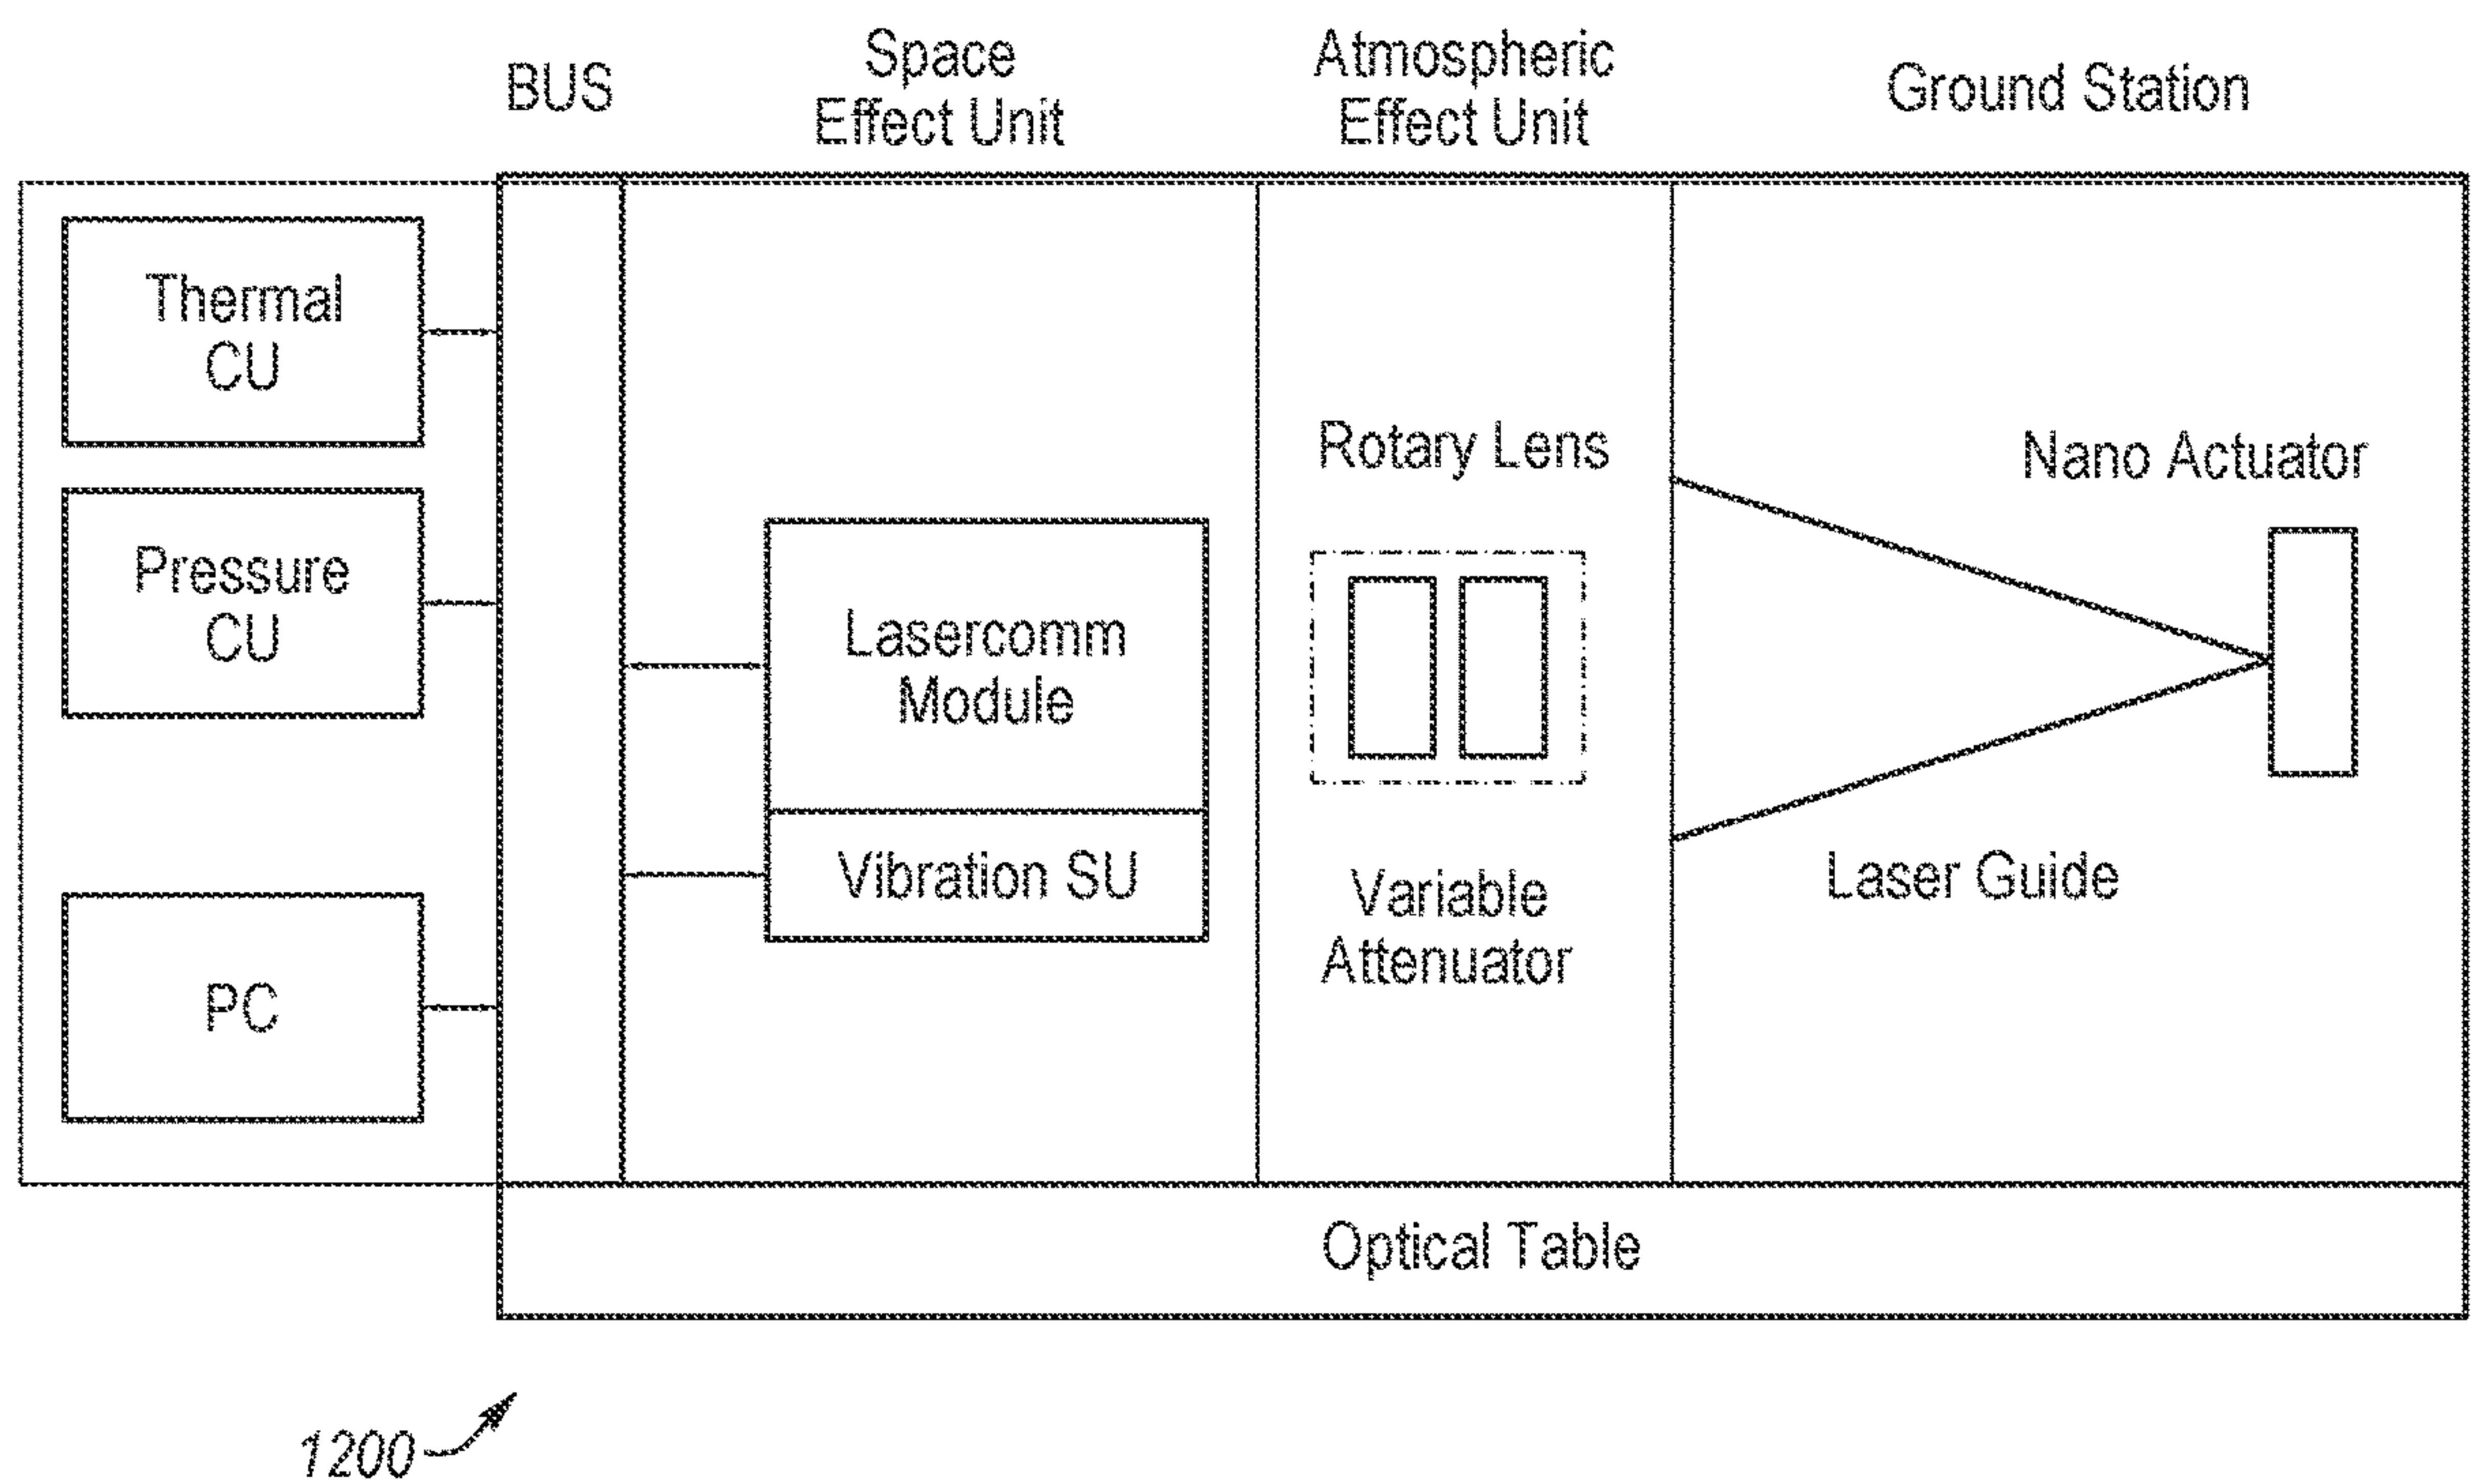 BUS
Space
Effect Unit
Atmospheric
Effect Unit
Ground Station
Thermal
CU
Pressure
CU
PC
Lasercomm
Module
Vibration SU
Rotary Lens
Variable
Attenuator
Nano Actuator
Laser Guide
Optical Table
1200